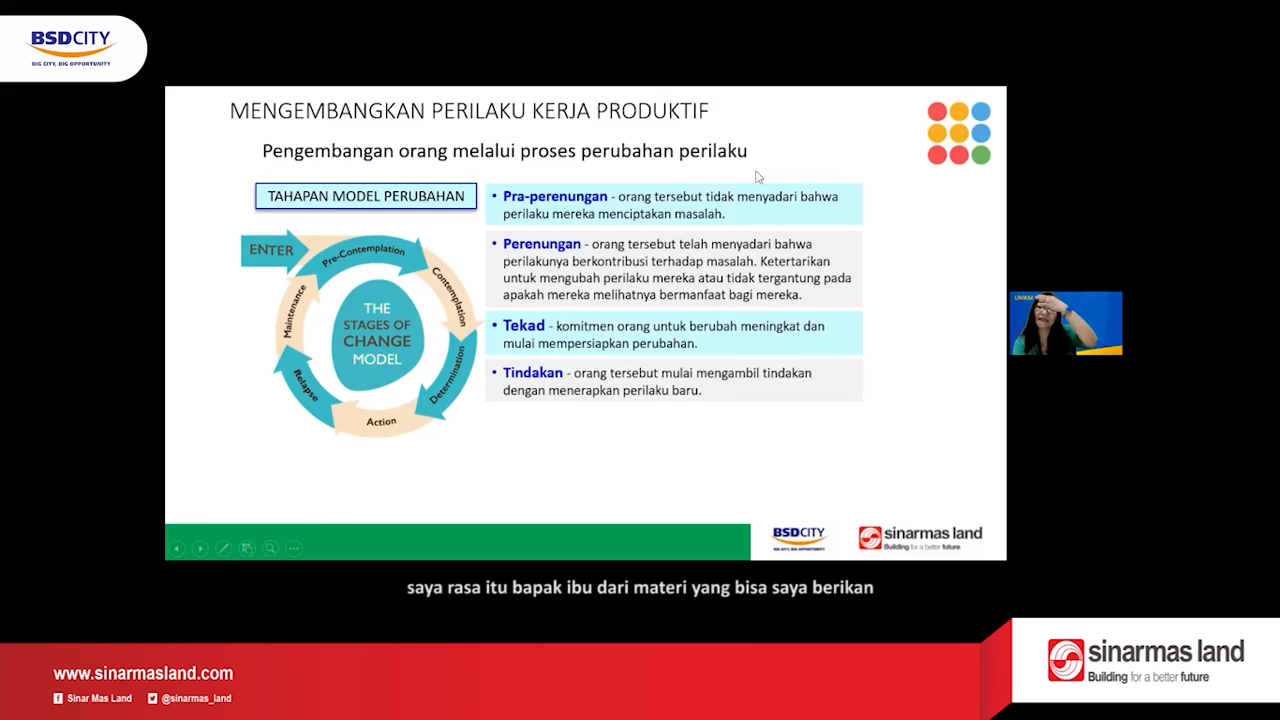 BSDCITY
BIG CITY, BIG OPPORTUNITY
MENGEMBANGKAN PERILAKU KERJA PRODUKTIF
Pengembangan orang melalui proses perubahan perilaku
TAHAPAN MODEL PERUBAHAN
ENTER
Pre-Contemplation
Contemplation
Determination
Action
Relapse
Maintenance
THE
STAGES OF
CHANGE
MODEL
• Pra-perenungan - orang tersebut tidak menyadari bahwa
perilaku mereka menciptakan masalah.
• Perenungan - orang tersebut telah menyadari bahwa
perilakunya berkontribusi terhadap masalah. Ketertarikan
untuk mengubah perilaku mereka atau tidak tergantung pada
apakah mereka melihatnya bermanfaat bagi mereka.
• Tekad - komitmen orang untuk berubah meningkat dan
mulai mempersiapkan perubahan.
• Tindakan - orang tersebut mulai mengambil tindakan
dengan menerapkan perilaku baru.
UMKM
BSDCITY
BIG CITY, BIG OPPORTUNITY
sinarmas land
Building for a better future
saya rasa itu bapak ibu dari materi yang bisa saya berikan
www.sinarmasland.com
Sinar Mas Land
@sinarmas_land
sinarmas land
Building for a better future